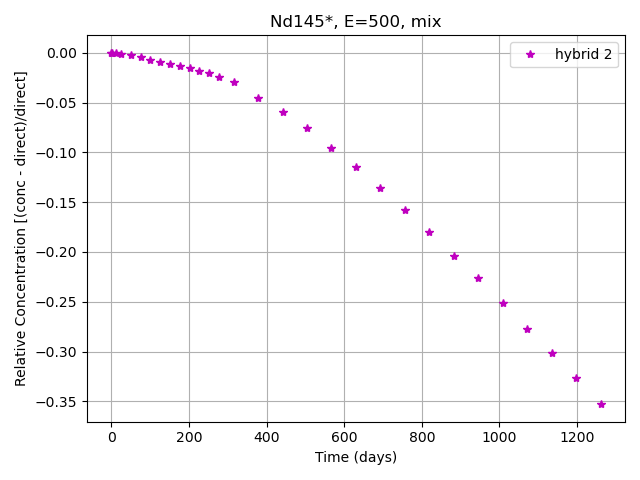 Nd145*, E=500, mix
hybrid 2
Relative Concentration [(conc - direct)/direct]
0.00
−0.05
−0.10
−0.15
−0.20
−0.25
−0.30
−0.35
0 200 400 600 800 1000 1200
Time (days)